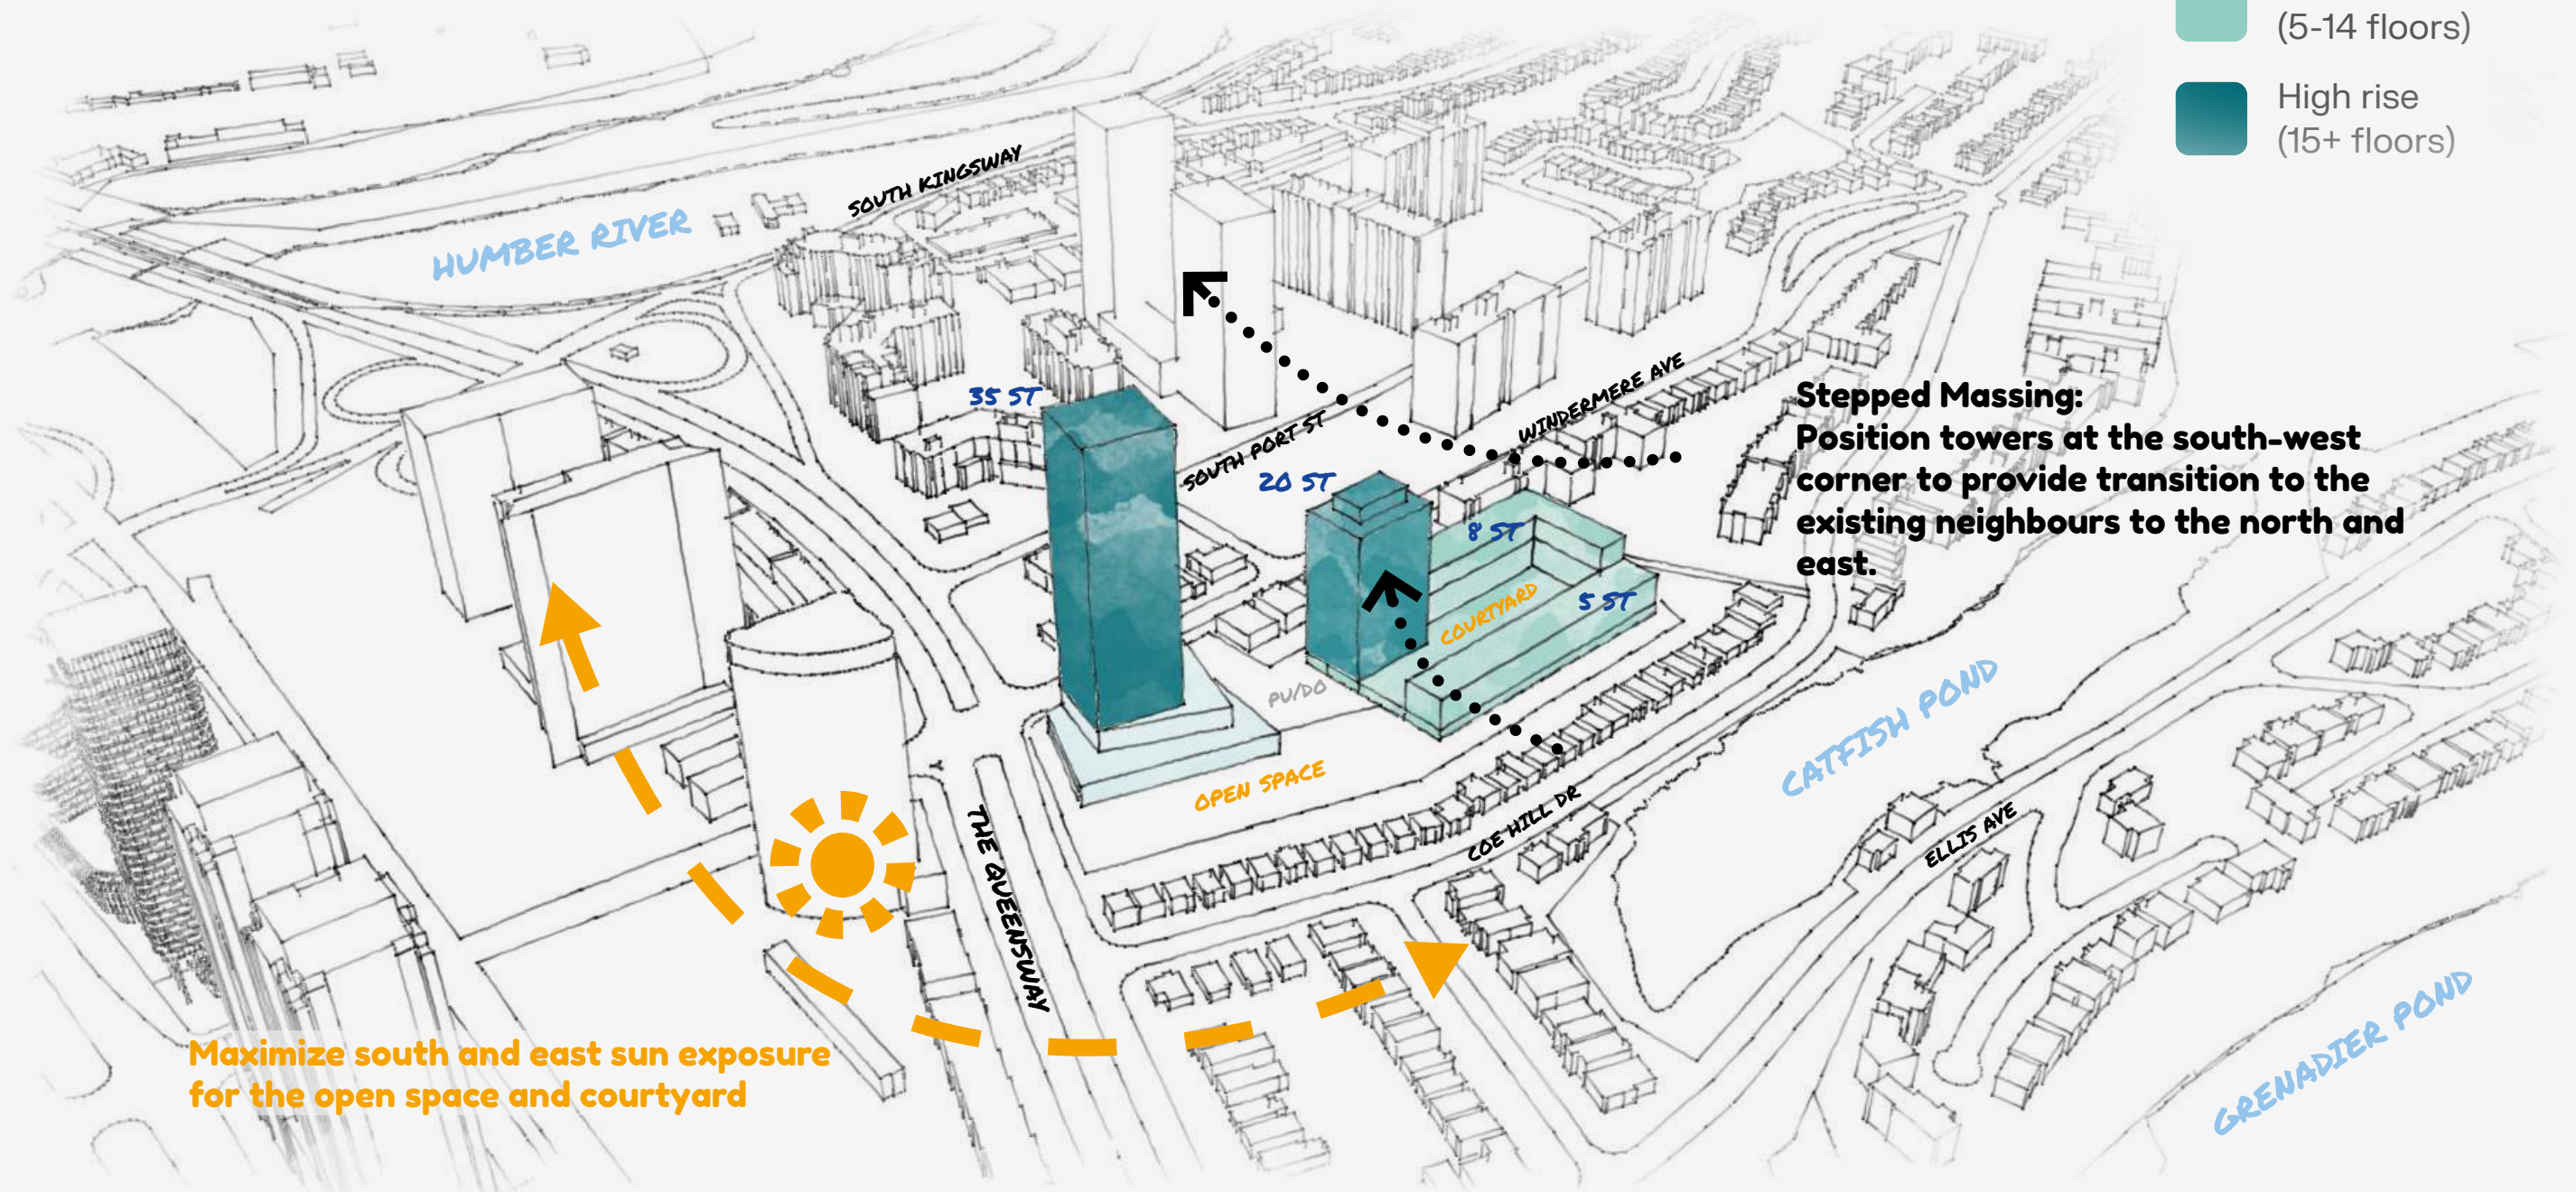 (5-14 floors)
High rise
(15+ floors)
SOUTH KINGSWAY
HUMBER RIVER
35 ST
SOUTH PORT ST
WINDERMERE AVE
20 ST
8 ST
5 ST
COURTYARD
Stepped Massing:
Position towers at the south-west
corner to provide transition to the
existing neighbours to the north and
east.
PU/DO
OPEN SPACE
CATFISH POND
THE QUEENSWAY
COE HILL DR
ELLIS AVE
GRENADIER POND
Maximize south and east sun exposure
for the open space and courtyard